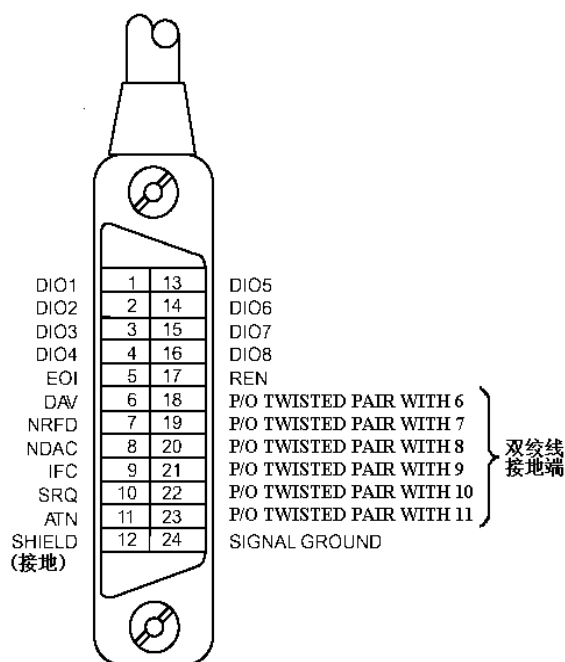 DIO1 1 13 DIO5
DIO2 2 14 DIO6
DIO3 3 15 DIO7
DIO4 4 16 DIO8
EOI 5 17 REN
DAV 6 18 P/O TWISTED PAIR WITH 6
NRFD 7 19 P/O TWISTED PAIR WITH 7
NDAC 8 20 P/O TWISTED PAIR WITH 8
IFC 9 21 P/O TWISTED PAIR WITH 9
SRQ 10 22 P/O TWISTED PAIR WITH 10
ATN 11 23 P/O TWISTED PAIR WITH 11
SHIELD 12 24 SIGNAL GROUND
(接地)
双绞线
接地端